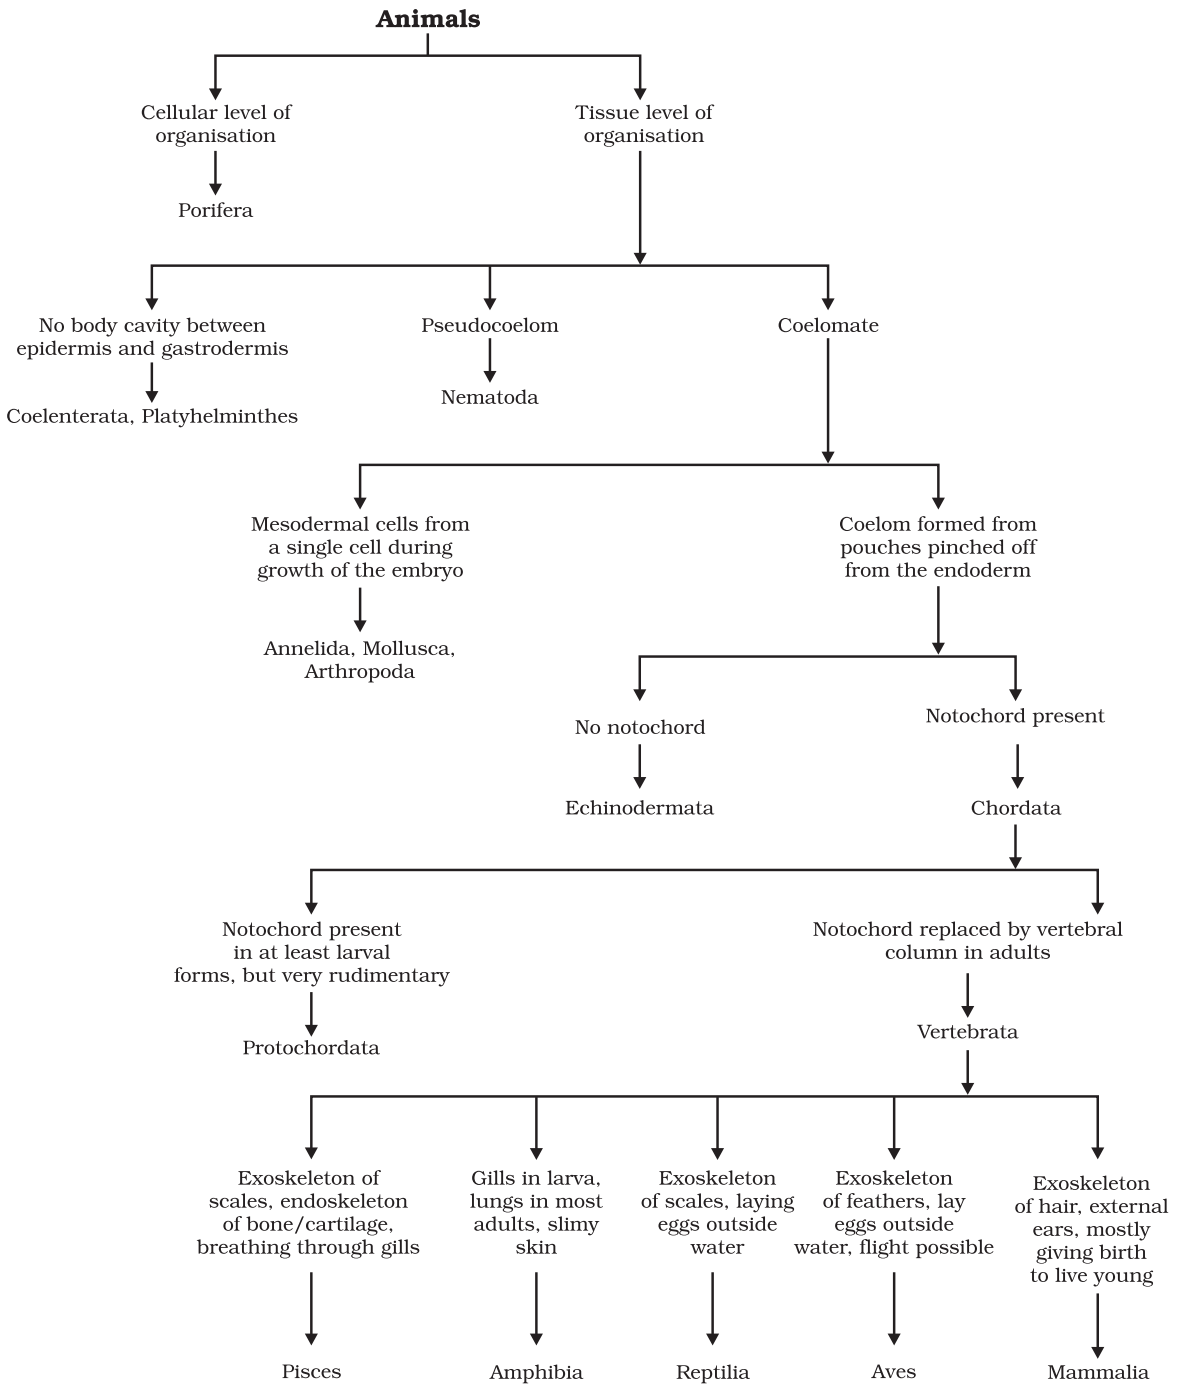 Animals
Cellular level of
organisation
Tissue level of
organisation
Porifera
No body cavity between
epidermis and gastrodermis
Pseudocoelom
Coelomate
Nematoda
Coelenterata, Platyhelminthes
Mesodermal cells from
a single cell during
growth of the embryo
Coelom formed from
pouches pinched off
from the endoderm
Annelida, Mollusca,
Arthropoda
No notochord
Notochord present
Echinodermata
Chordata
Notochord present
in at least larval
forms, but very rudimentary
Notochord replaced by vertebral
column in adults
Protochordata
Vertebrata
Exoskeleton of
scales, endoskeleton
of bone/cartilage,
breathing through gills
Gills in larva,
lungs in most
adults, slimy
skin
Exoskeleton
of scales, laying
eggs outside
water
Exoskeleton
of feathers, lay
eggs outside
water, flight possible
Exoskeleton
of hair, external
ears, mostly
giving birth
to live young
Pisces
Amphibia
Reptilia
Aves
Mammalia